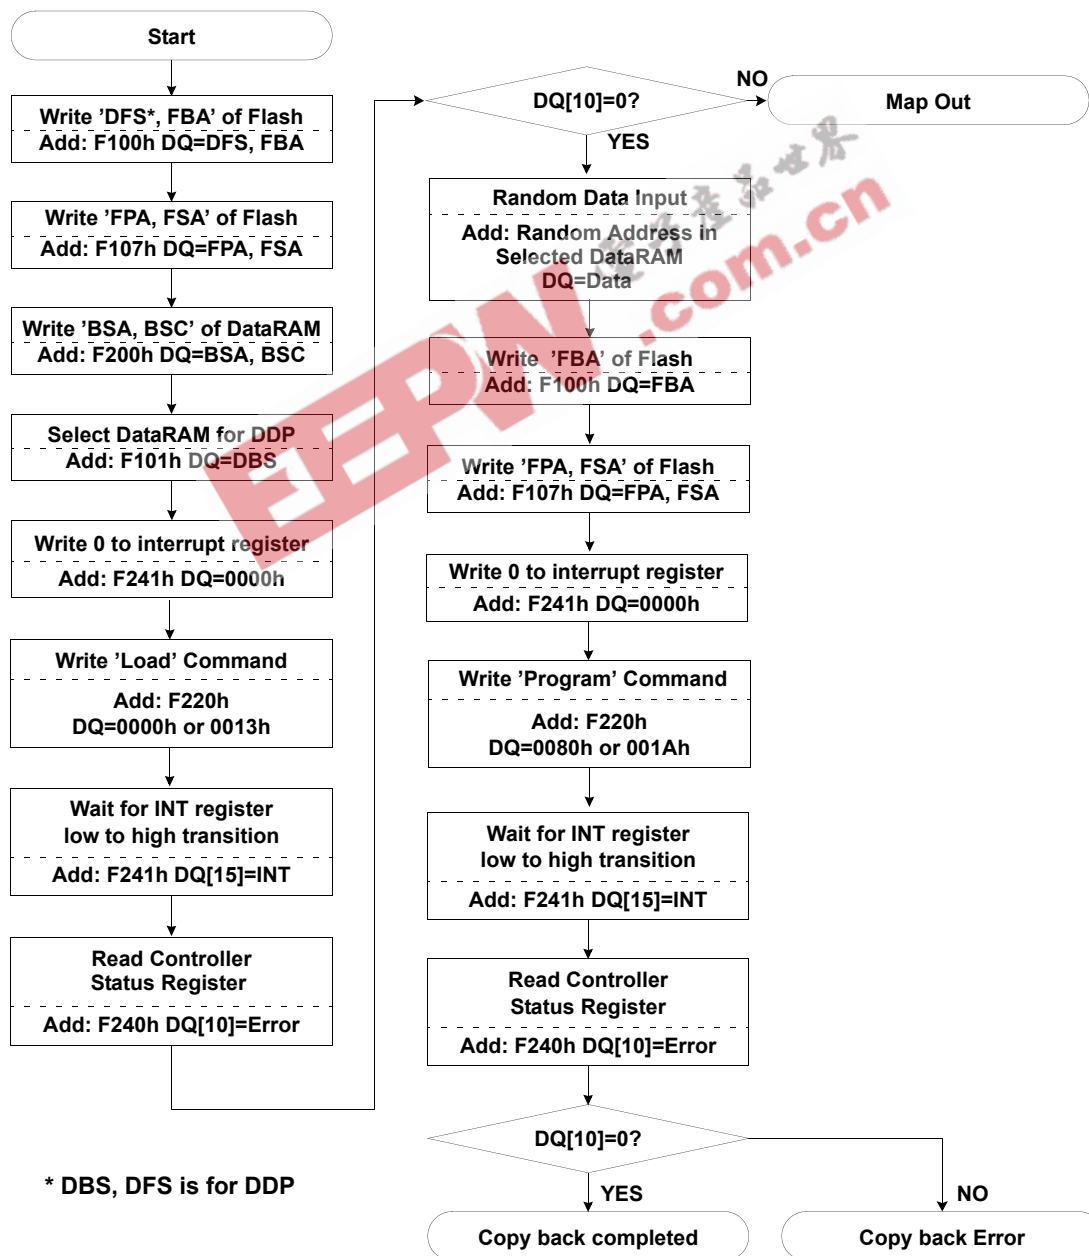 Start
Write 'DFS*, FBA' of Flash
Add: F100h DQ=DFS, FBA
Write 'FPA, FSA' of Flash
Add: F107h DQ=FPA, FSA
Write 'BSA, BSC' of DataRAM
Add: F200h DQ=BSA, BSC
Select DataRAM for DDP
Add: F101h DQ=DBS
Write 0 to interrupt register
Add: F241h DQ=0000h
Write ’Load’ Command
Add: F220h
DQ=0000h or 0013h
Wait for INT register
low to high transition
Add: F241h DQ[15]=INT
Read Controller
Status Register
Add: F240h DQ[10]=Error
DQ[10]=0?
NO
Map Out
YES
Random Data Input
Add: Random Address in
Selected DataRAM
DQ=Data
Write ’FBA’ of Flash
Add: F100h DQ=FBA
Write ’FPA, FSA’ of Flash
Add: F107h DQ=FPA, FSA
Write 0 to interrupt register
Add: F241h DQ=0000h
Write ’Program’ Command
Add: F220h
DQ=0080h or 001Ah
Wait for INT register
low to high transition
Add: F241h DQ[15]=INT
Read Controller
Status Register
Add: F240h DQ[10]=Error
DQ[10]=0?
YES
NO
Copy back completed
Copy back Error
* DBS, DFS is for DDP
EEPW.com.cn
電子產品世界